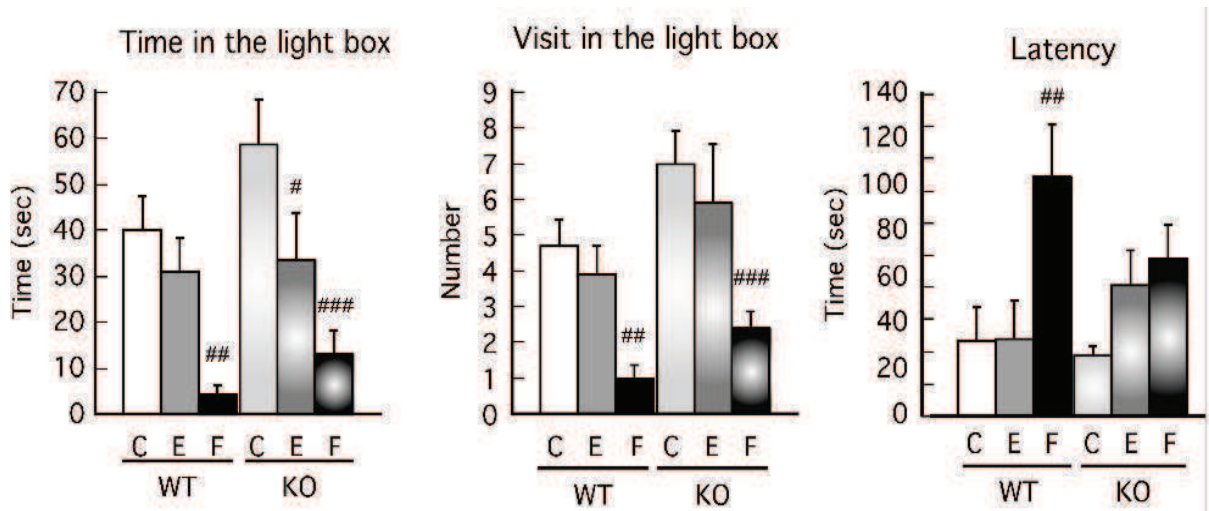 Time in the light box
Time (sec)
70
60
50
40
30
20
10
0
##
#
###
C E F C E F
WT KO
Visit in the light box
Number
9
8
7
6
5
4
3
2
1
0
##
###
C E F C E F
WT KO
Latency
Time (sec)
140
120
100
80
60
40
20
0
##
C E F C E F
WT KO